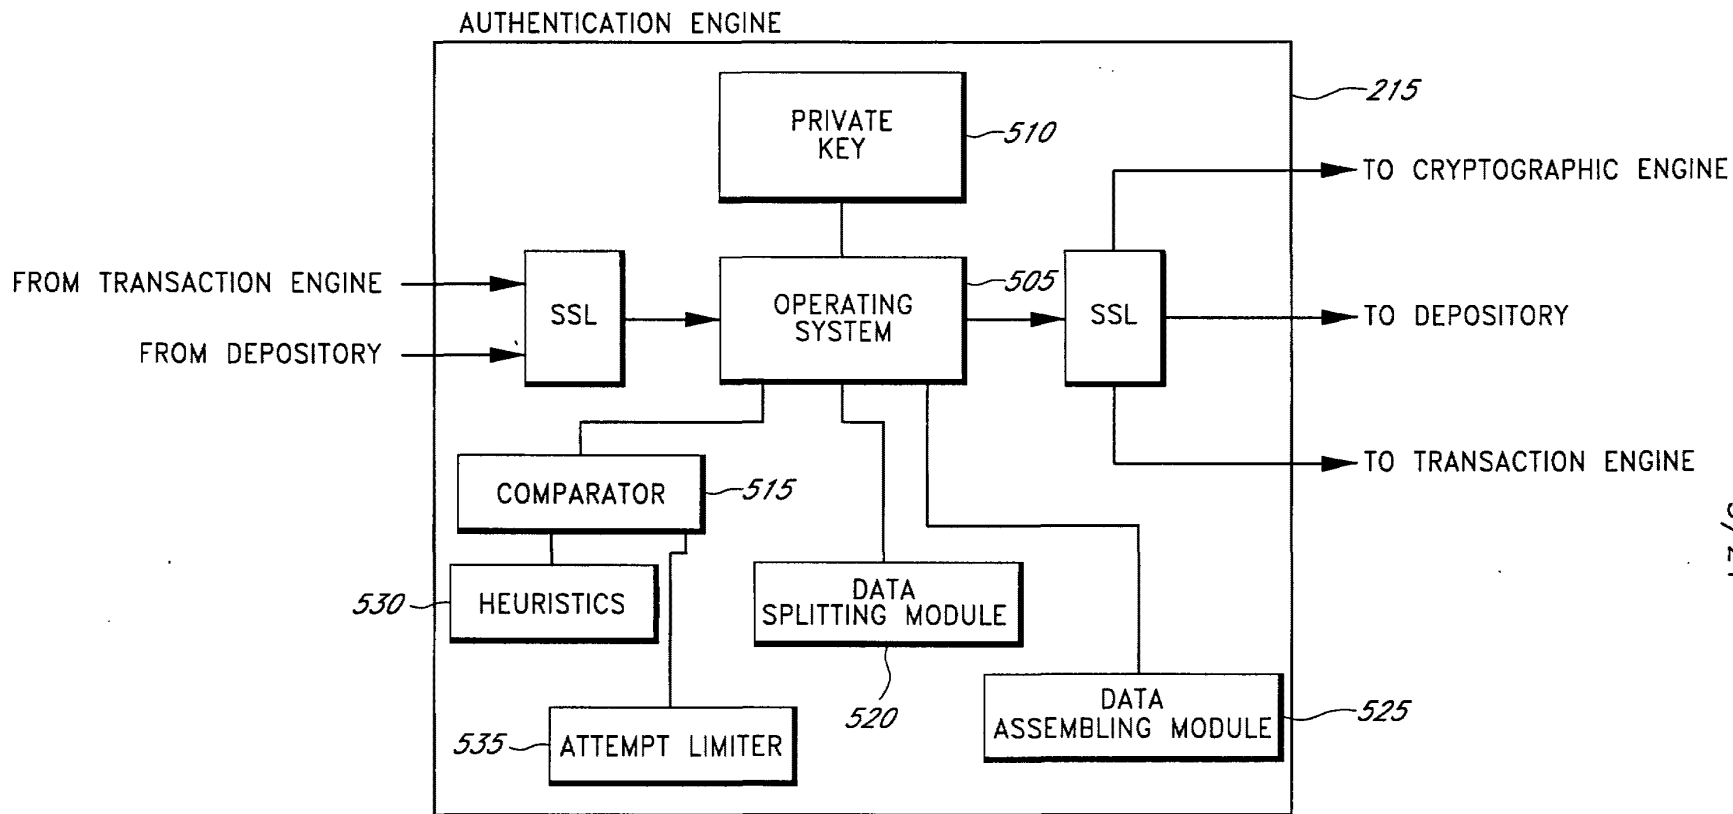 AUTHENTICATION ENGINE
215
PRIVATE
KEY
510
TO CRYPTOGRAPHIC ENGINE
FROM TRANSACTION ENGINE
SSL
OPERATING
SYSTEM
505
SSL
TO DEPOSITORY
FROM DEPOSITORY
TO TRANSACTION ENGINE
COMPARATOR
515
530
HEURISTICS
DATA
SPLITTING MODULE
520
DATA
ASSEMBLING MODULE
525
535
ATTEMPT LIMITER